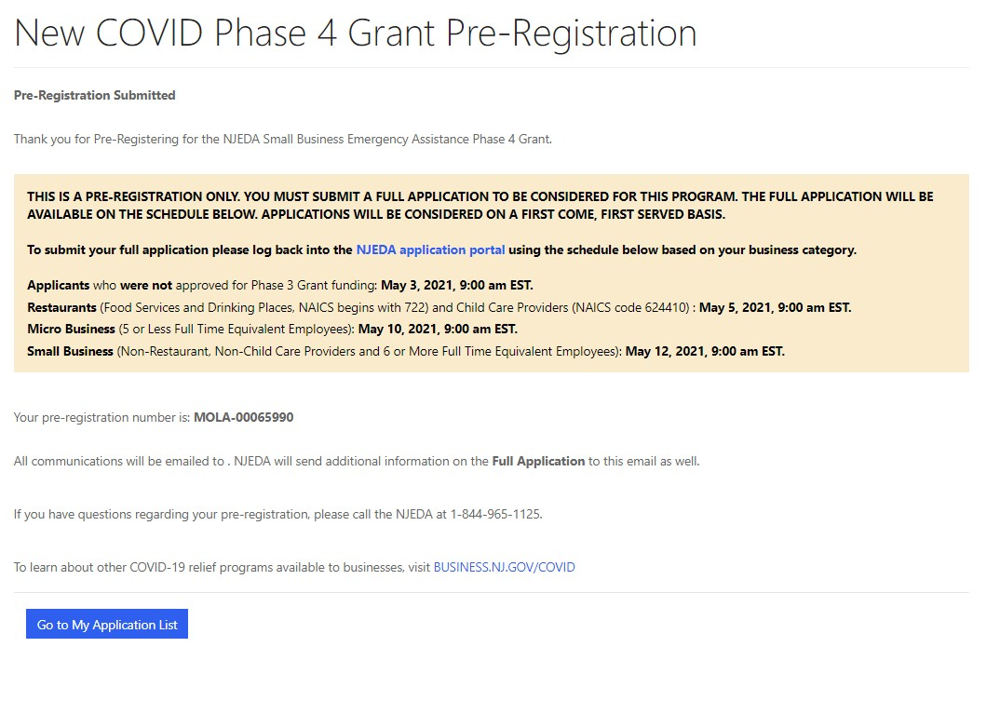 New COVID Phase 4 Grant Pre-Registration
Pre-Registration Submitted
Thank you for Pre-Registering for the NJEDA Small Business Emergency Assistance Phase 4 Grant.
THIS IS A PRE-REGISTRATION ONLY. YOU MUST SUBMIT A FULL APPLICATION TO BE CONSIDERED FOR THIS PROGRAM. THE FULL APPLICATION WILL BE
AVAILABLE ON THE SCHEDULE BELOW. APPLICATIONS WILL BE CONSIDERED ON A FIRST COME, FIRST SERVED BASIS.
To submit your full application please log back into the NJEDA application portal using the schedule below based on your business category.
Applicants who were not approved for Phase 3 Grant funding: May 3, 2021, 9:00 am EST.
Restaurants (Food Services and Drinking Places, NAICS begins with 722) and Child Care Providers (NAICS code 624410) : May 5, 2021, 9:00 am EST.
Micro Business (5 or Less Full Time Equivalent Employees): May 10, 2021, 9:00 am EST.
Small Business (Non-Restaurant, Non-Child Care Providers and 6 or More Full Time Equivalent Employees): May 12, 2021, 9:00 am EST.
Your pre-registration number is: MOLA-00065990
All communications will be emailed to . NJEDA will send additional information on the Full Application to this email as well.
If you have questions regarding your pre-registration, please call the NJEDA at 1-844-965-1125.
To learn about other COVID-19 relief programs available to businesses, visit BUSINESS.NJ.GOV/COVID
Go to My Application List